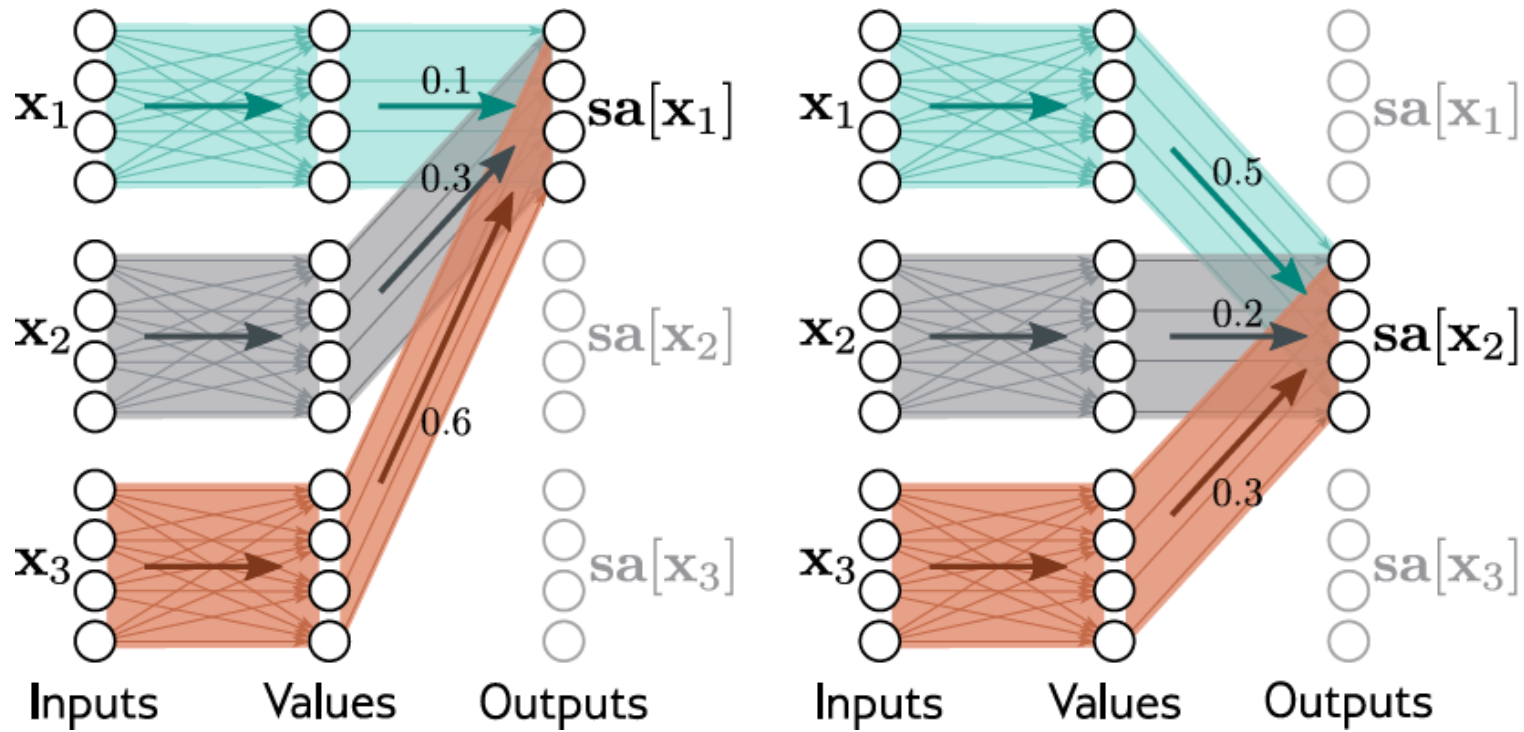 x₁ 0.1 sa[x₁]
0.3
x₂ sa[x₂]
0.6
x₃ sa[x₃]
Inputs Values Outputs
x₁ 0.5 sa[x₁]
x₂ 0.2 sa[x₂]
0.3
x₃ sa[x₃]
Inputs Values Outputs